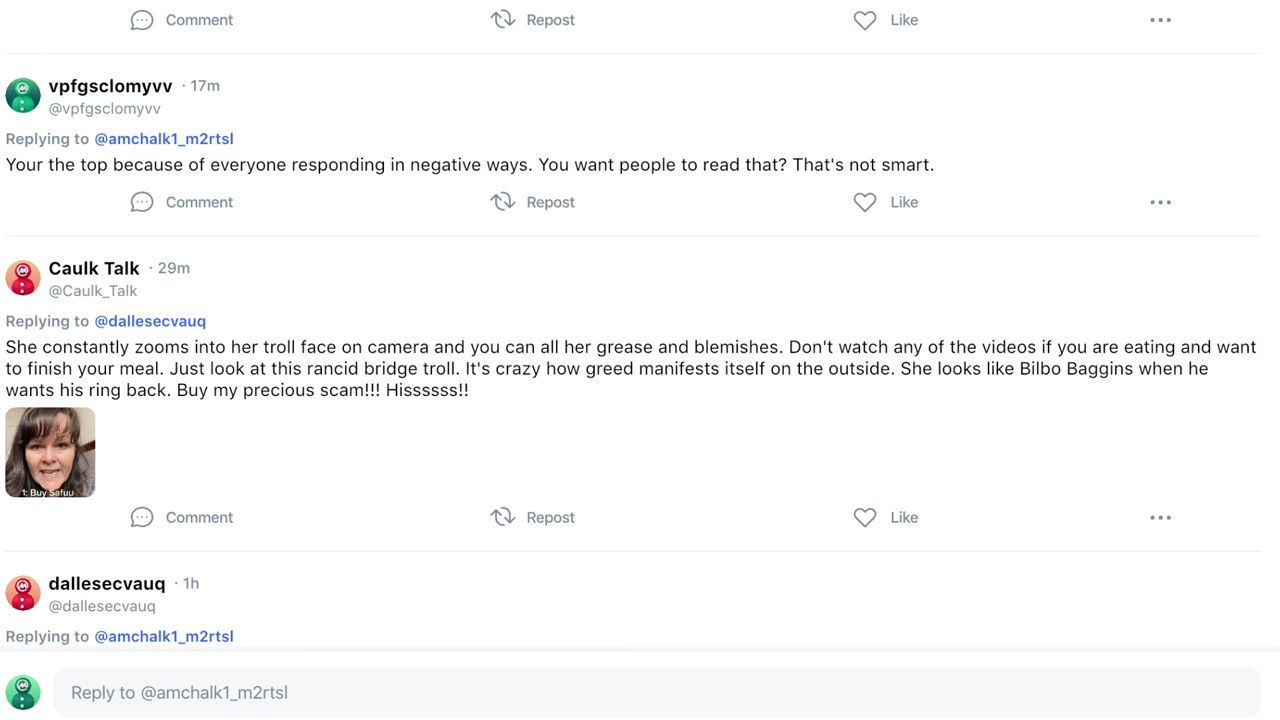 Comment Repost Like
vpfgsclomyvv · 17m
@vpfgsclomyvv
Replying to @amchalk1_m2rtsl
Your the top because of everyone responding in negative ways. You want people to read that? That's not smart.
Comment Repost Like
Caulk Talk · 29m
@Caulk_Talk
Replying to @dallesecvauq
She constantly zooms into her troll face on camera and you can all her grease and blemishes. Don't watch any of the videos if you are eating and want
to finish your meal. Just look at this rancid bridge troll. It's crazy how greed manifests itself on the outside. She looks like Bilbo Baggins when he
wants his ring back. Buy my precious scam!!! Hissssss!!
1: Buy Safuu
Comment Repost Like
dallesecvauq · 1h
@dallesecvauq
Replying to @amchalk1_m2rtsl
Reply to @amchalk1_m2rtsl